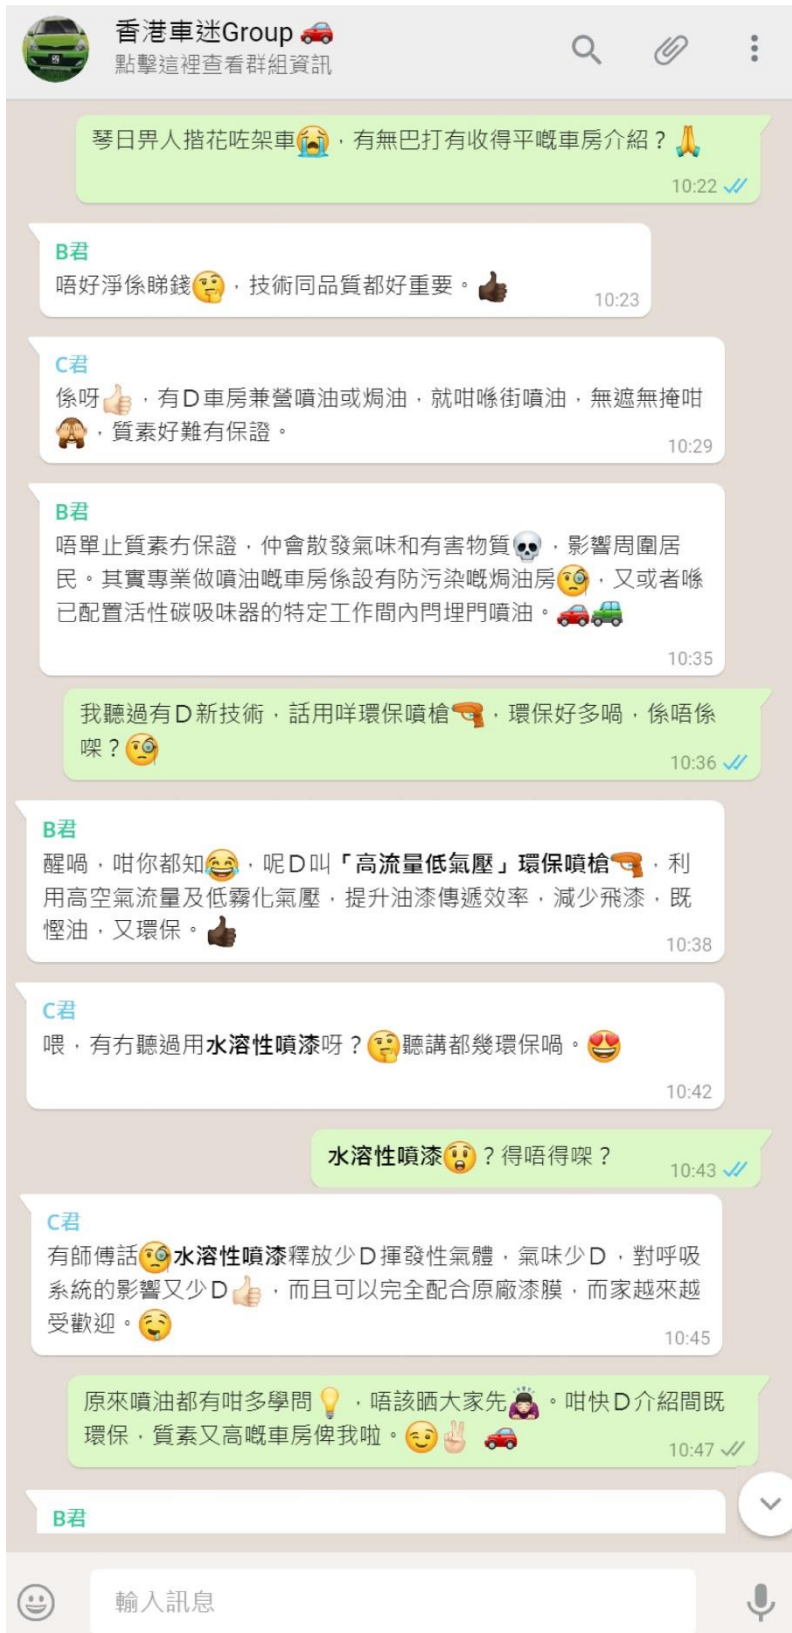 香港車迷Group 🚗
點擊這裡查看群組資訊
琴日畀人揩花咗架車😭，有無巴打有收得平嘅車房介紹？🙏
10:22
B君
唔好淨係睇錢🤔，技術同品質都好重要。👍🏿
10:23
C君
係呀👍🏻，有D車房兼營噴油或焗油，就咁喺街噴油，無遮無掩咁
🙈，質素好難有保證。
10:29
B君
唔單止質素冇保證，仲會散發氣味和有害物質💀，影響周圍居
民。其實專業做噴油嘅車房係設有防污染嘅焗油房🧐，又或者喺
已配置活性碳吸味器的特定工作間內閂埋門噴油。🚗🚙
10:35
我聽過有D新技術，話用咩環保噴槍🔫，環保好多喎，係唔係
㗎？🧐
10:36
B君
醒喎，咁你都知😂，呢D叫「高流量低氣壓」環保噴槍🔫，利
用高空氣流量及低霧化氣壓，提升油漆傳遞效率，減少飛漆，既
慳油，又環保。👍🏿
10:38
C君
喂，有冇聽過用水溶性噴漆呀？🤔聽講都幾環保喎。😍
10:42
水溶性噴漆😲？得唔得㗎？
10:43
C君
有師傅話🧐水溶性噴漆釋放少D揮發性氣體，氣味少D，對呼吸
系統的影響又少D👍🏻，而且可以完全配合原廠漆膜，而家越來越
受歡迎。🤤
10:45
原來噴油都有咁多學問💡，唔該晒大家先🙇。咁快D介紹間既
環保，質素又高嘅車房俾我啦。😉✌🏻 🚗
10:47
B君
輸入訊息